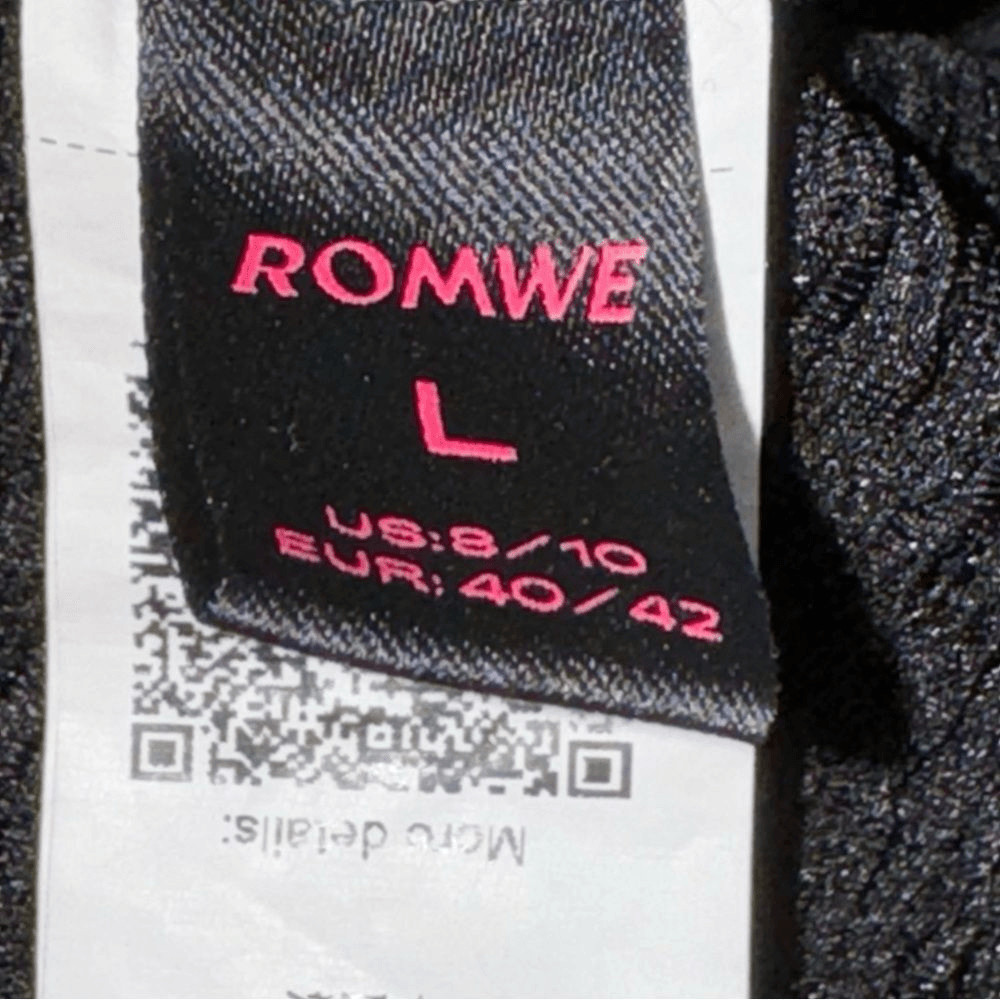 ROMWE
L
US:8/10
EUR:40/42
More details: